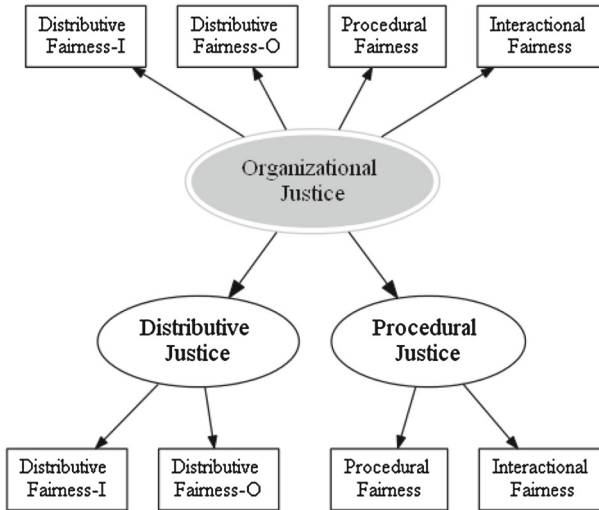 Distributive
Fairness-I
Distributive
Fairness-O
Procedural
Fairness
Interactional
Fairness
Organizational
Justice
Distributive
Justice
Procedural
Justice
Distributive
Fairness-I
Distributive
Fairness-O
Procedural
Fairness
Interactional
Fairness